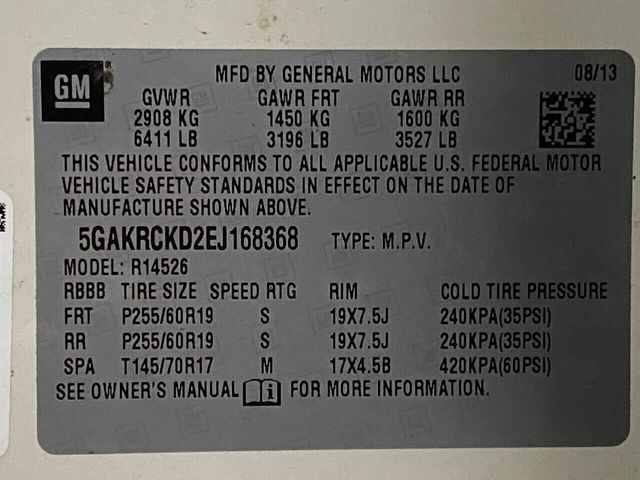 GM ® MFD BY GENERAL MOTORS LLC 08/13
GVWR GAWR FRT GAWR RR
2908 KG 1450 KG 1600 KG
6411 LB 3196 LB 3527 LB
THIS VEHICLE CONFORMS TO ALL APPLICABLE U.S. FEDERAL MOTOR
VEHICLE SAFETY STANDARDS IN EFFECT ON THE DATE OF
MANUFACTURE SHOWN ABOVE.
5GAKRCKD2EJ168368 TYPE: M.P.V.
MODEL: R14526
RBBB TIRE SIZE SPEED RTG RIM COLD TIRE PRESSURE
FRT P255/60R19 S 19X7.5J 240KPA(35PSI)
RR P255/60R19 S 19X7.5J 240KPA(35PSI)
SPA T145/70R17 M 17X4.5B 420KPA(60PSI)
SEE OWNER'S MANUAL i FOR MORE INFORMATION.